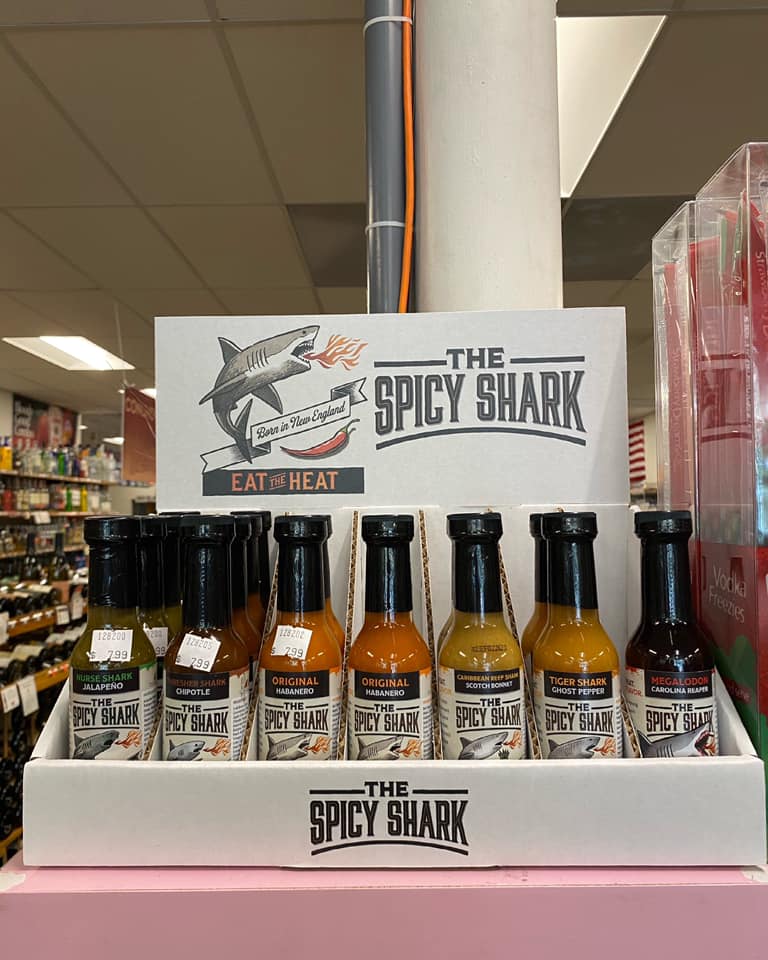 THE
SPICY SHARK
Born in New England
EAT THE HEAT
128200
$ 7.99
NURSE SHARK
JALAPEÑO
THE
SPICY SHARK
128205
$ 7.99
THRESHER SHARK
CHIPOTLE
THE
SPICY SHARK
128202
$ 7.99
ORIGINAL
HABANERO
THE
SPICY SHARK
ORIGINAL
HABANERO
THE
SPICY SHARK
CARIBBEAN REEF SHARK
SCOTCH BONNET
THE
SPICY SHARK
TIGER SHARK
GHOST PEPPER
THE
SPICY SHARK
MEGALODON
CAROLINA REAPER
THE
SPICY SHARK
THE
SPICY SHARK
Vodka
Freezies